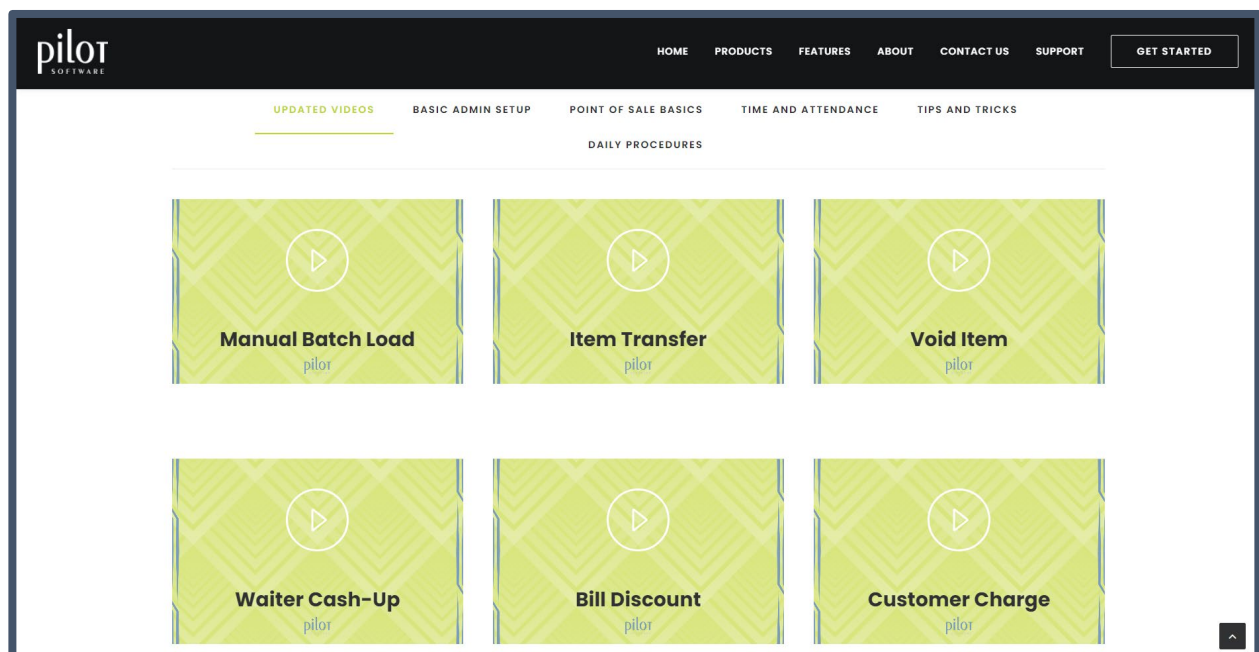 pilot
SOFTWARE
HOME PRODUCTS FEATURES ABOUT CONTACT US SUPPORT GET STARTED
UPDATED VIDEOS BASIC ADMIN SETUP POINT OF SALE BASICS TIME AND ATTENDANCE TIPS AND TRICKS
DAILY PROCEDURES
Manual Batch Load Item Transfer Void Item
pilot pilot pilot
Waiter Cash-Up Bill Discount Customer Charge
pilot pilot pilot